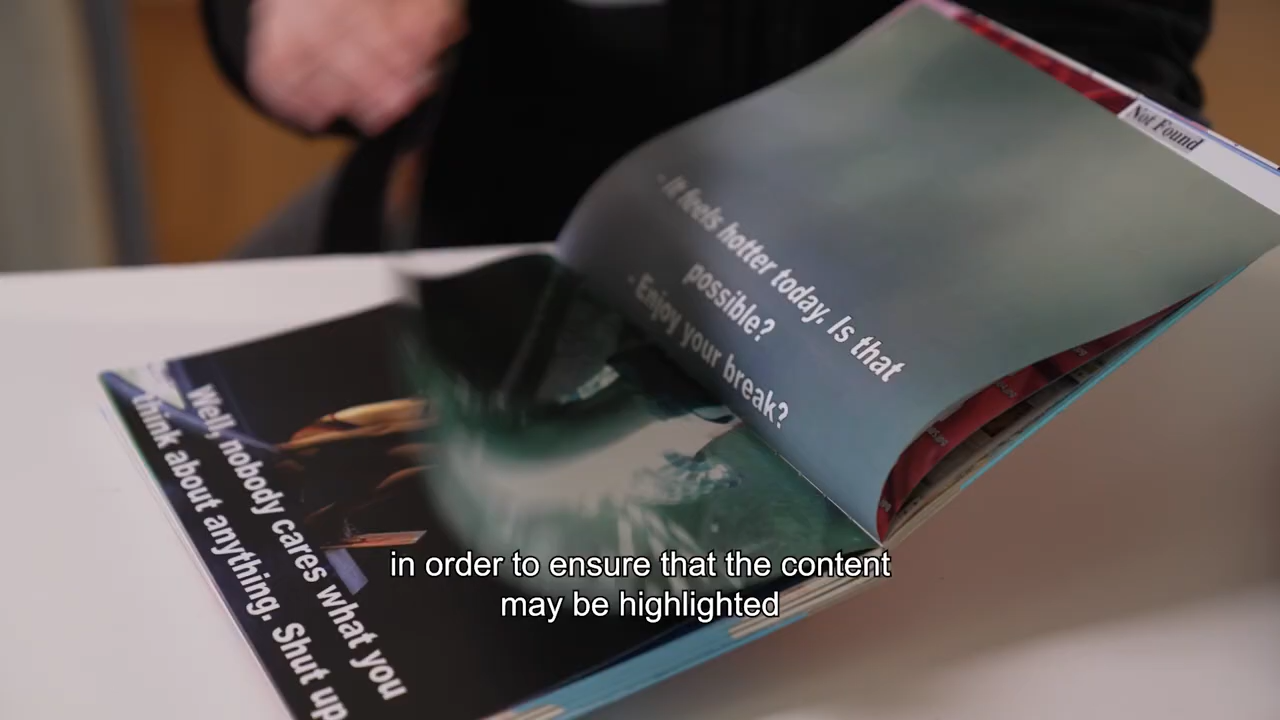 Not Found
- It feels hotter today. Is that
possible?
- Enjoy your break?
Well, nobody cares what you
think about anything. Shut up
in order to ensure that the content
may be highlighted